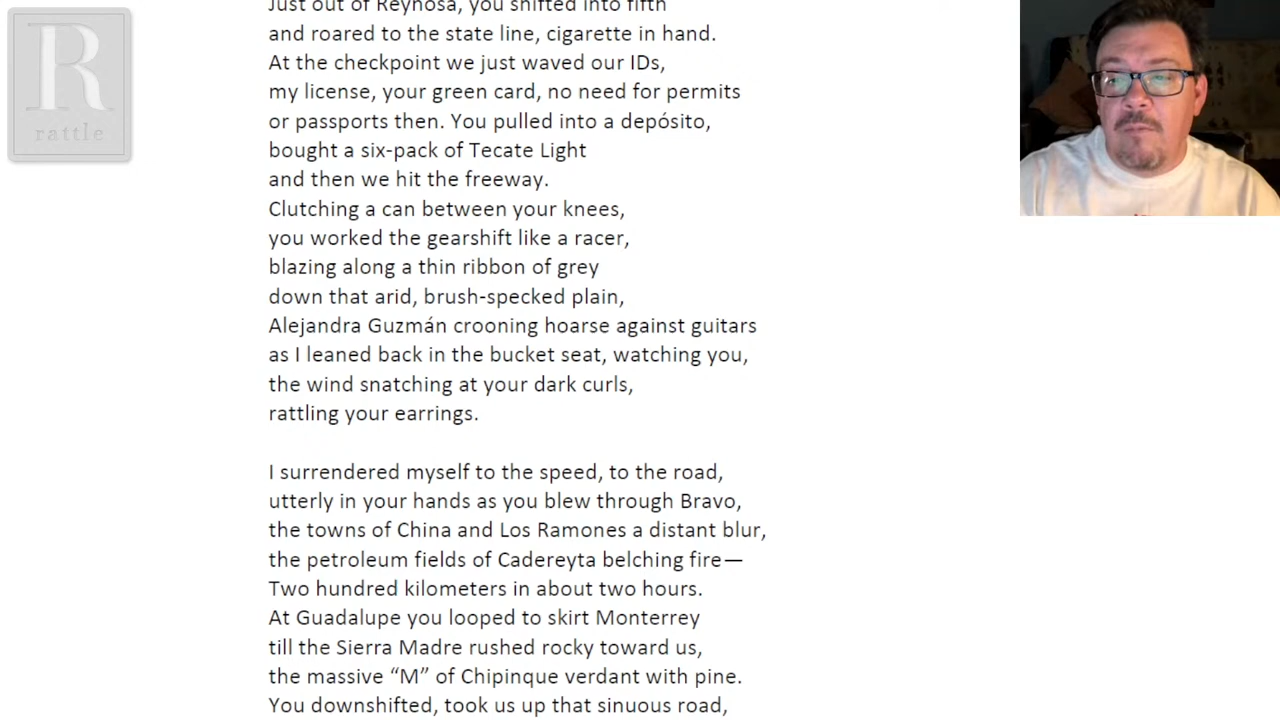 Just out of Reynosa, you shifted into fifth
and roared to the state line, cigarette in hand.
At the checkpoint we just waved our IDs,
my license, your green card, no need for permits
or passports then. You pulled into a depósito,
bought a six-pack of Tecate Light
and then we hit the freeway.
Clutching a can between your knees,
you worked the gearshift like a racer,
blazing along a thin ribbon of grey
down that arid, brush-specked plain,
Alejandra Guzmán crooning hoarse against guitars
as I leaned back in the bucket seat, watching you,
the wind snatching at your dark curls,
rattling your earrings.
I surrendered myself to the speed, to the road,
utterly in your hands as you blew through Bravo,
the towns of China and Los Ramones a distant blur,
the petroleum fields of Cadereyta belching fire—
Two hundred kilometers in about two hours.
At Guadalupe you looped to skirt Monterrey
till the Sierra Madre rushed rocky toward us,
the massive “M” of Chipinque verdant with pine.
You downshifted, took us up that sinuous road,
R
rattle